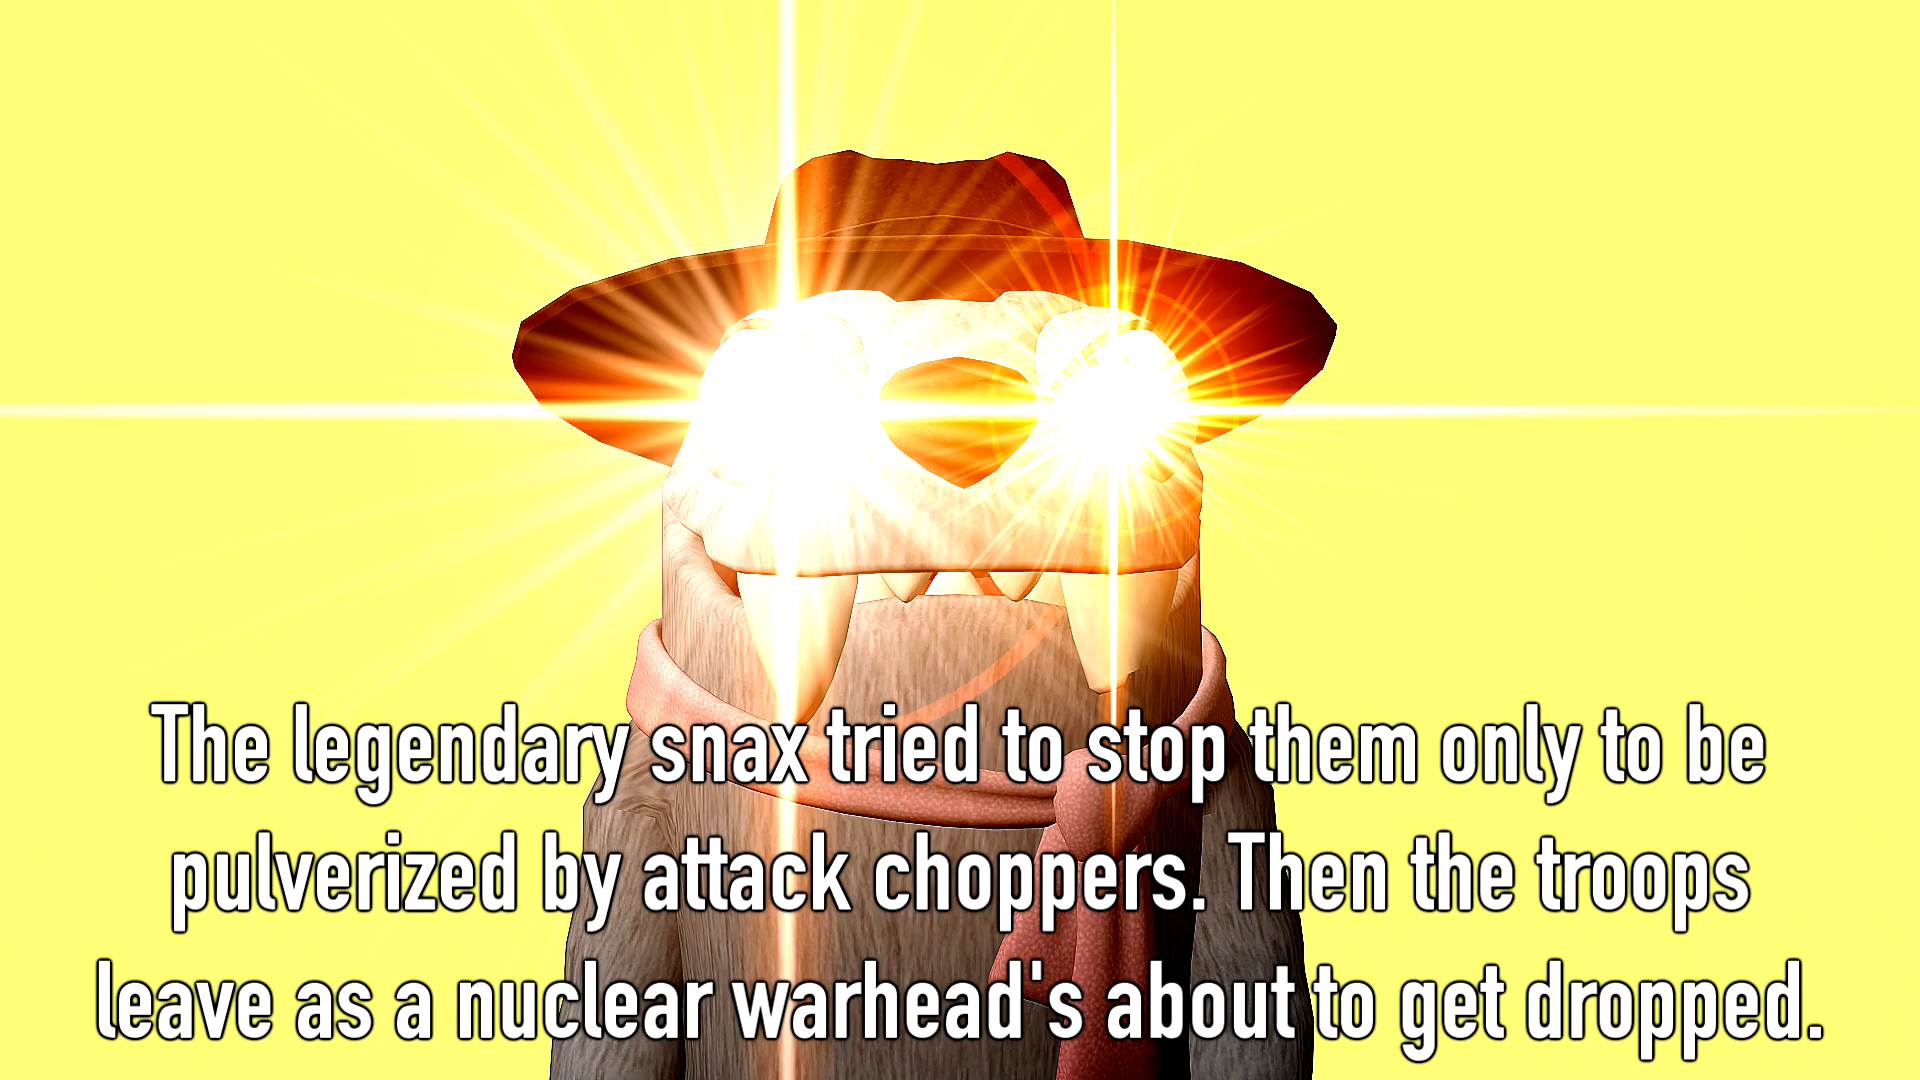 The legendary snax tried to stop them only to be
pulverized by attack choppers. Then the troops
leave as a nuclear warhead's about to get dropped.